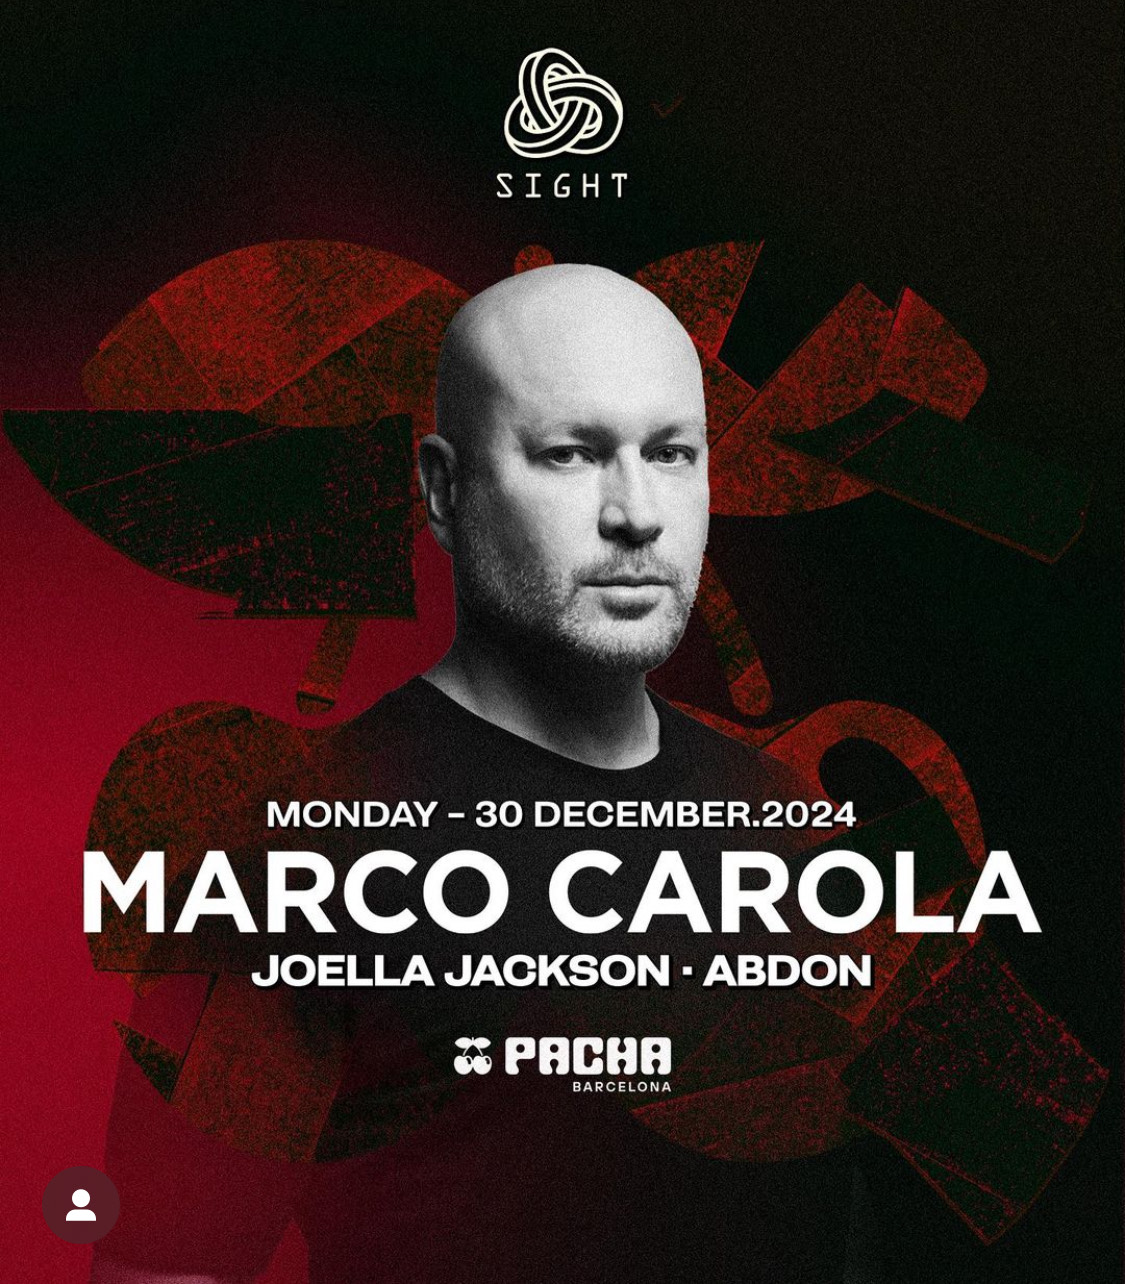 SIGHT
MONDAY – 30 DECEMBER.2024
MARCO CAROLA
JOELLA JACKSON · ABDON
PACHA
BARCELONA